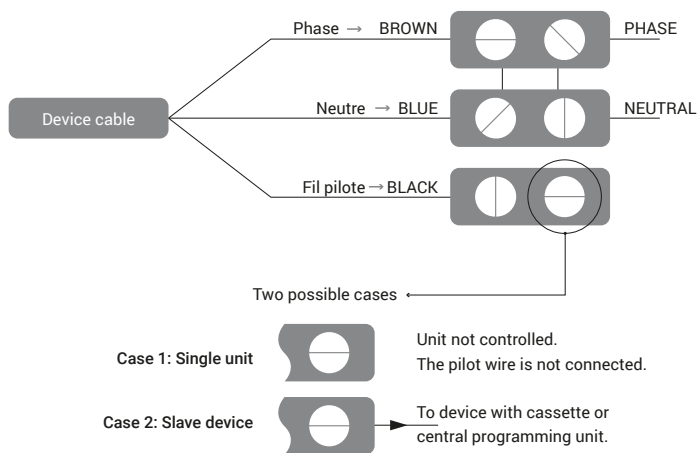 Phase → BROWN
PHASE
Device cable
Neutre → BLUE
NEUTRAL
Fil pilote → BLACK
Two possible cases
Case 1: Single unit
Unit not controlled.
The pilot wire is not connected.
Case 2: Slave device
To device with cassette or
central programming unit.